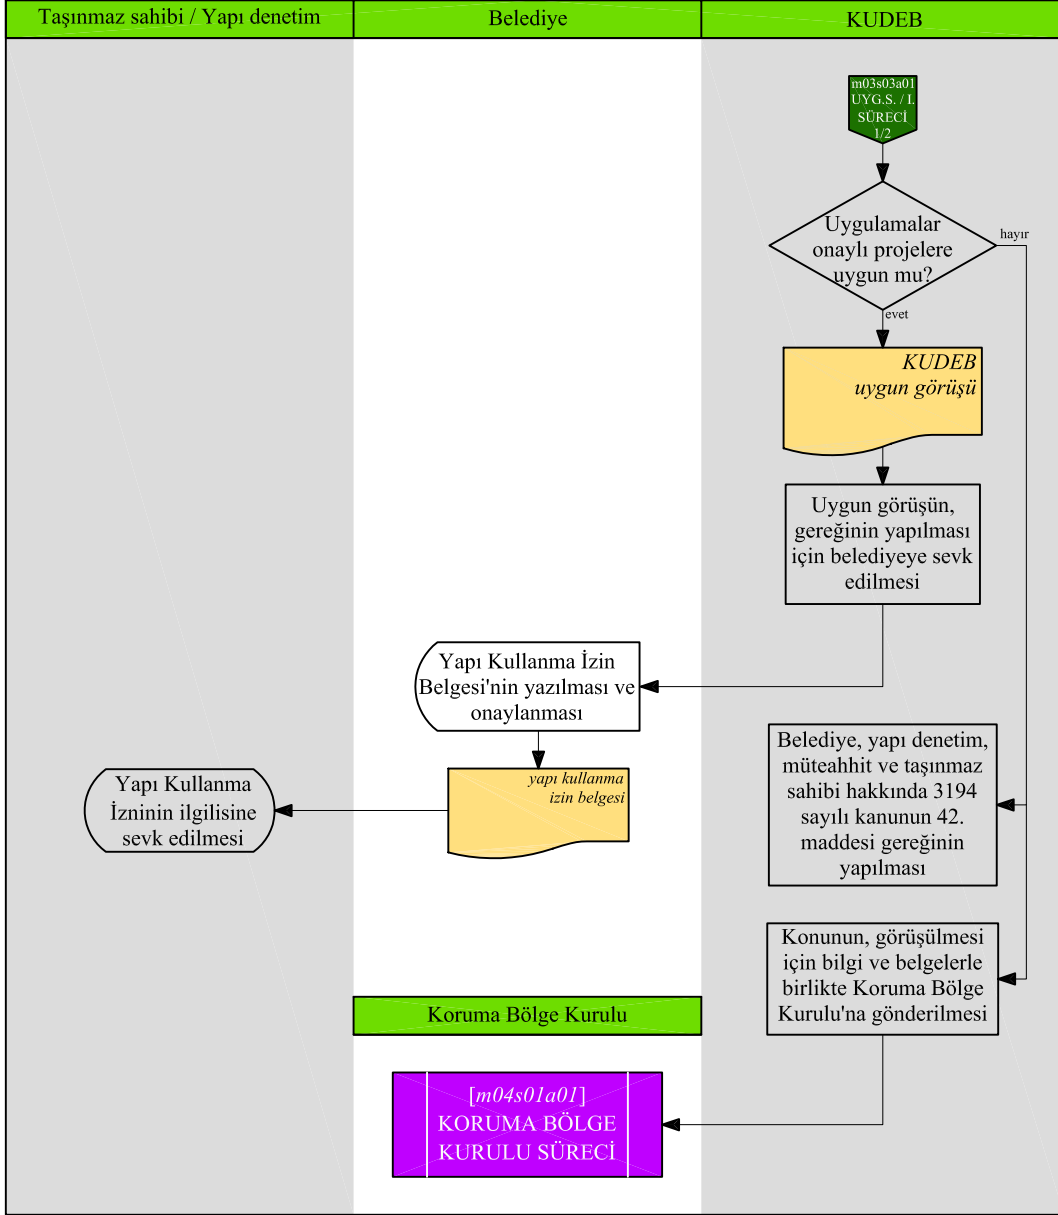 Taşınmaz sahibi / Yapı denetim
Belediye
KUDEB
m03s03a01
UYG.S. / I.
SÜRECİ
1/2
Uygulamalar
onaylı projelere
uygun mu?
hayır
evet
KUDEB
uygun görüşü
Uygun görüşün,
gereğinin yapılması
için belediyeye sevk
edilmesi
Yapı Kullanma İzin
Belgesi'nin yazılması ve
onaylanması
yapı kullanma
izin belgesi
Yapı Kullanma
İzninin ilgilisine
sevk edilmesi
Belediye, yapı denetim,
müteahhit ve taşınmaz
sahibi hakkında 3194
sayılı kanunun 42.
maddesi gereğinin
yapılması
Konunun, görüşülmesi
için bilgi ve belgelerle
birlikte Koruma Bölge
Kurulu'na gönderilmesi
Koruma Bölge Kurulu
[m04s01a01]
KORUMA BÖLGE
KURULU SÜRECİ